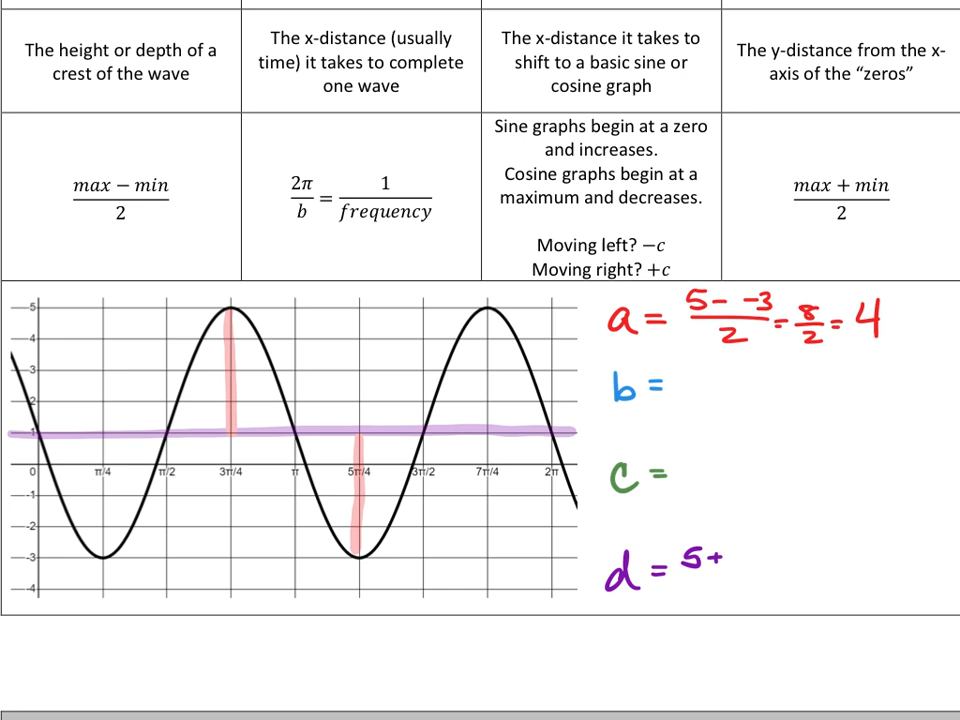 The height or depth of a
crest of the wave
The x-distance (usually
time) it takes to complete
one wave
The x-distance it takes to
shift to a basic sine or
cosine graph
The y-distance from the x-
axis of the “zeros”
max − min
2
2π
b
=
1
frequency
Sine graphs begin at a zero
and increases.
Cosine graphs begin at a
maximum and decreases.
Moving left? −c
Moving right? +c
max + min
2
5
4
3
2
1
0
-1
-2
-3
-4
π/4
π/2
3π/4
π
5π/4
3π/2
7π/4
2π
a = 5 - -3 / 2 = 8/2 = 4
b =
c =
d = 5 +